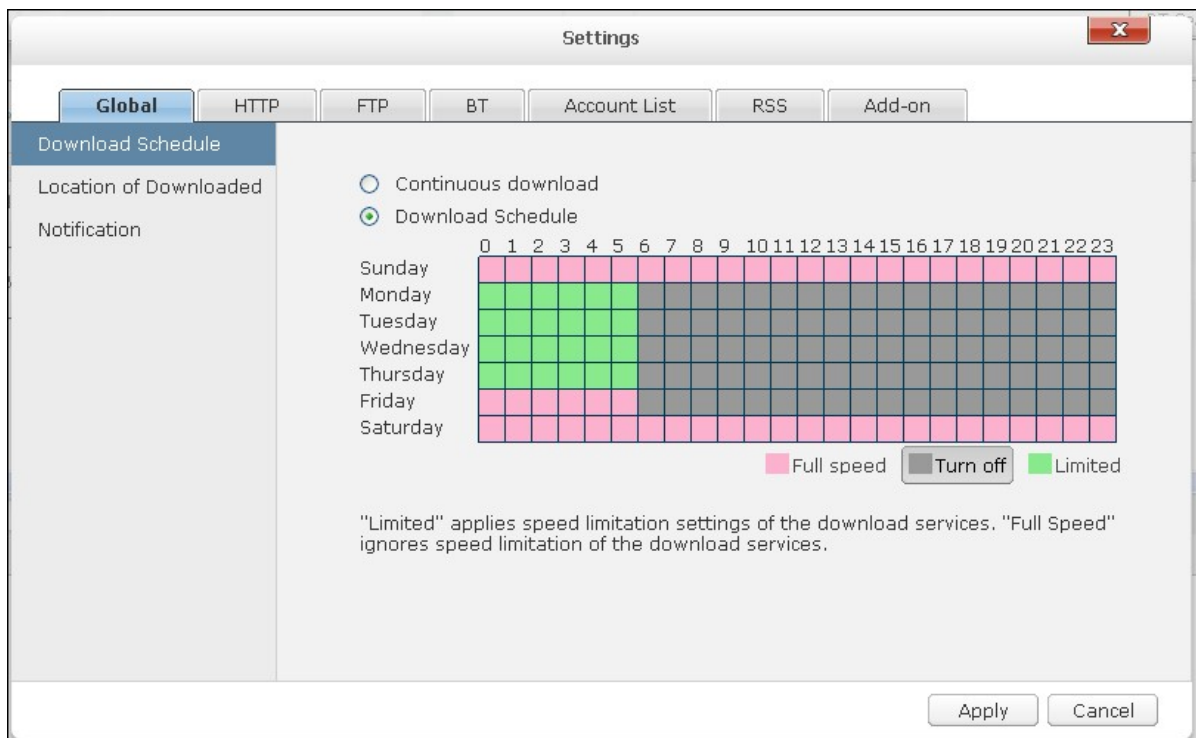 Settings
Global HTTP FTP BT Account List RSS Add-on
Download Schedule
Location of Downloaded
Notification
Continuous download
Download Schedule
0 1 2 3 4 5 6 7 8 9 10 11 12 13 14 15 16 17 18 19 20 21 22 23
Sunday
Monday
Tuesday
Wednesday
Thursday
Friday
Saturday
Full speed Turn off Limited
"Limited" applies speed limitation settings of the download services. "Full Speed"
ignores speed limitation of the download services.
Apply Cancel